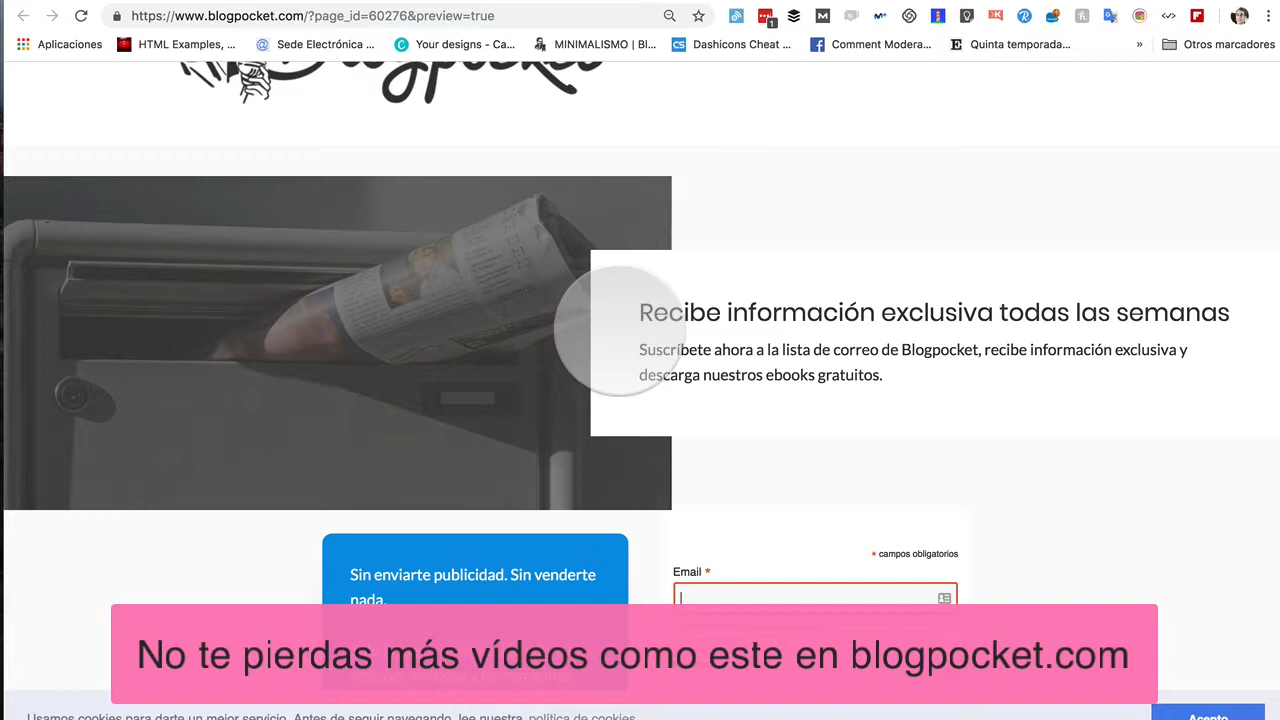 https://www.blogpocket.com/?page_id=60276&preview=true
Aplicaciones
HTML Examples, ...
Sede Electrónica ...
Your designs - Ca...
MINIMALISMO | Bl...
Dashicons Cheat ...
Comment Modera...
Quinta temporada...
»
Otros marcadores
Blogpocket
Recibe información exclusiva todas las semanas
Suscríbete ahora a la lista de correo de Blogpocket, recibe información exclusiva y
descarga nuestros ebooks gratuitos.
* campos obligatorios
Sin enviarte publicidad. Sin venderte
nada.
Email *
No te pierdas más vídeos como este en blogpocket.com
Usamos cookies para darte un mejor servicio. Antes de seguir navegando, lee nuestra política de cookies.
Acepto